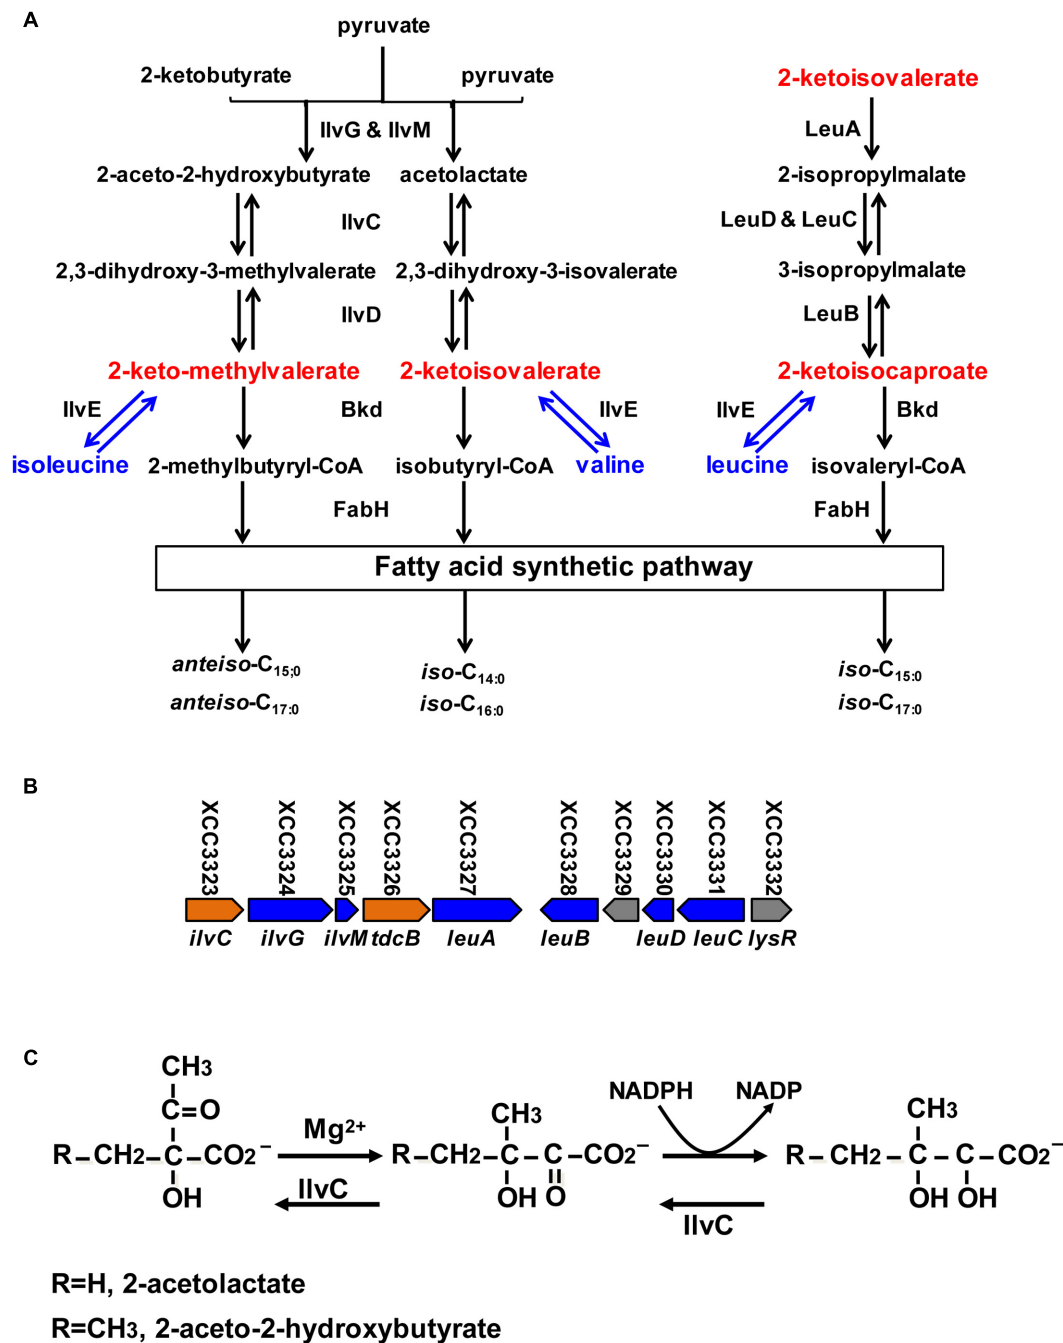 A
pyruvate
2-ketobutyrate
pyruvate
2-ketoisovalerate
IlvG & IlvM
LeuA
2-aceto-2-hydroxybutyrate
acetolactate
2-isopropylmalate
IlvC
LeuD & LeuC
2,3-dihydroxy-3-methylvalerate
2,3-dihydroxy-3-isovalerate
3-isopropylmalate
IlvD
LeuB
2-keto-methylvalerate
2-ketoisovalerate
2-ketoisocaproate
IlvE
Bkd
IlvE
IlvE
Bkd
isoleucine
2-methylbutyryl-CoA
isobutyryl-CoA
valine
leucine
isovaleryl-CoA
FabH
FabH
Fatty acid synthetic pathway
anteiso-C15;0
iso-C14:0
iso-C15:0
anteiso-C17:0
iso-C16:0
iso-C17:0
B
XCC3323
XCC3324
XCC3325
XCC3326
XCC3327
XCC3328
XCC3329
XCC3330
XCC3331
XCC3332
ilvC
ilvG
ilvM
tdcB
leuA
leuB
leuD
leuC
lysR
C
CH3
C=O
R–CH2–C–CO2−
OH
Mg2+
IlvC
CH3
R–CH2–C–C–CO2−
OH O
NADPH
NADP
IlvC
CH3
R–CH2–C–C–CO2−
OH OH
R=H, 2-acetolactate
R=CH3, 2-aceto-2-hydroxybutyrate